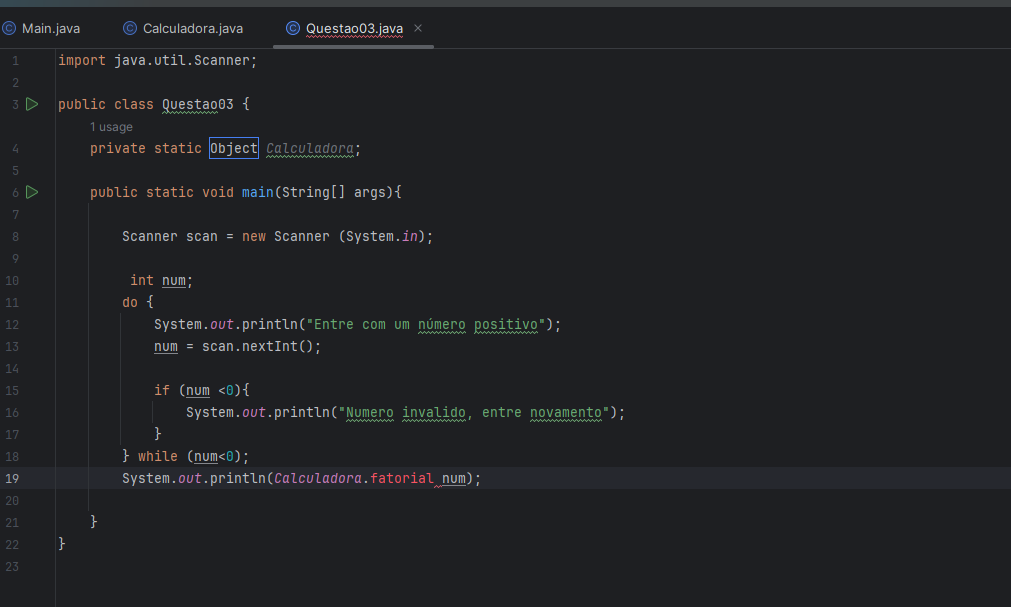 Main.java Calculadora.java Questao03.java
1 import java.util.Scanner;
2
3 public class Questao03 {
1 usage
4 private static Object Calculadora;
5
6 public static void main(String[] args){
7
8 Scanner scan = new Scanner (System.in);
9
10 int num;
11 do {
12 System.out.println("Entre com um número positivo");
13 num = scan.nextInt();
14
15 if (num <0){
16 System.out.println("Numero invalido, entre novamento");
17 }
18 } while (num<0);
19 System.out.println(Calculadora.fatorial num);
20
21 }
22 }
23